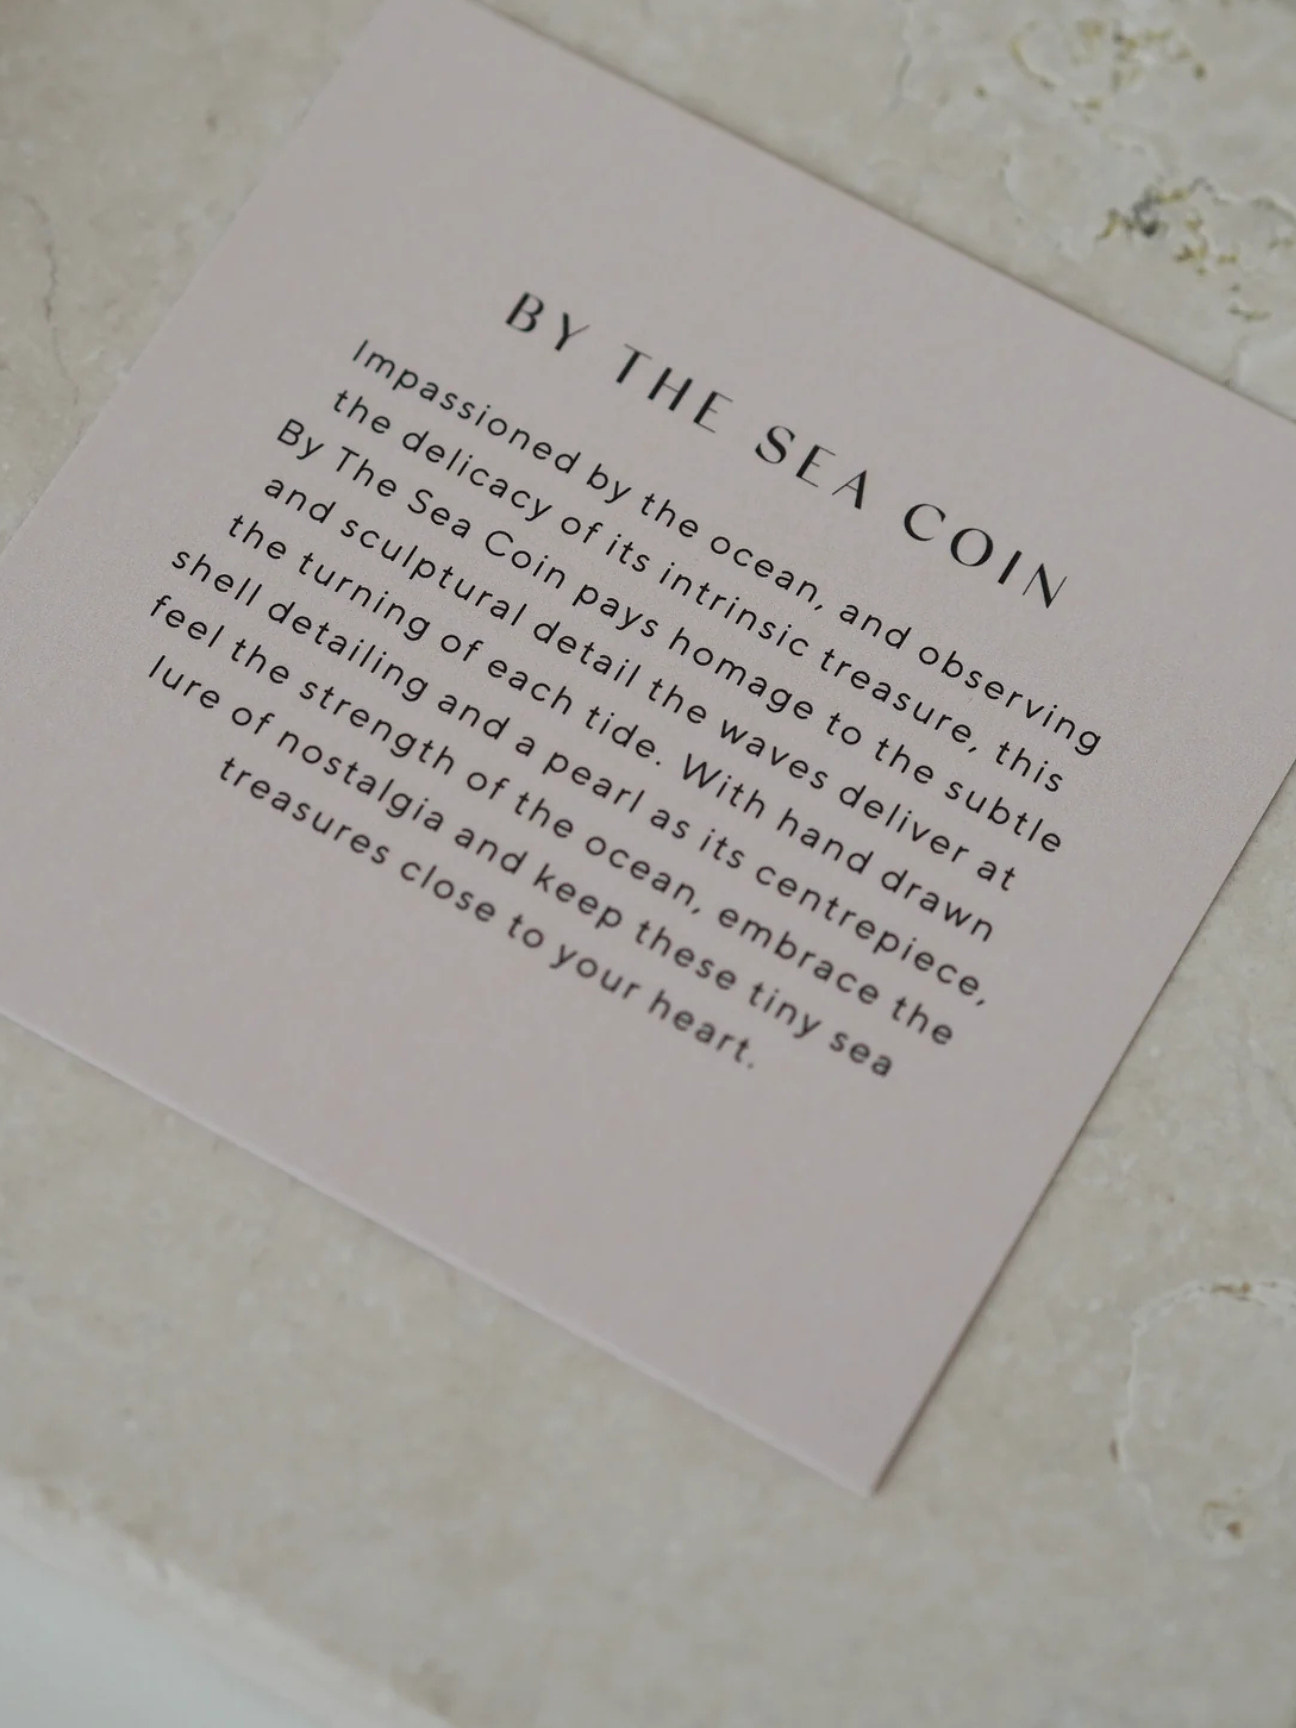 BY THE SEA COIN
Impassioned by the ocean, and observing
the delicacy of its intrinsic treasure, this
By The Sea Coin pays homage to the subtle
and sculptural detail the waves deliver at
the turning of each tide. With hand drawn
shell detailing and a pearl as its centrepiece,
feel the strength of the ocean, embrace the
lure of nostalgia and keep these tiny sea
treasures close to your heart.